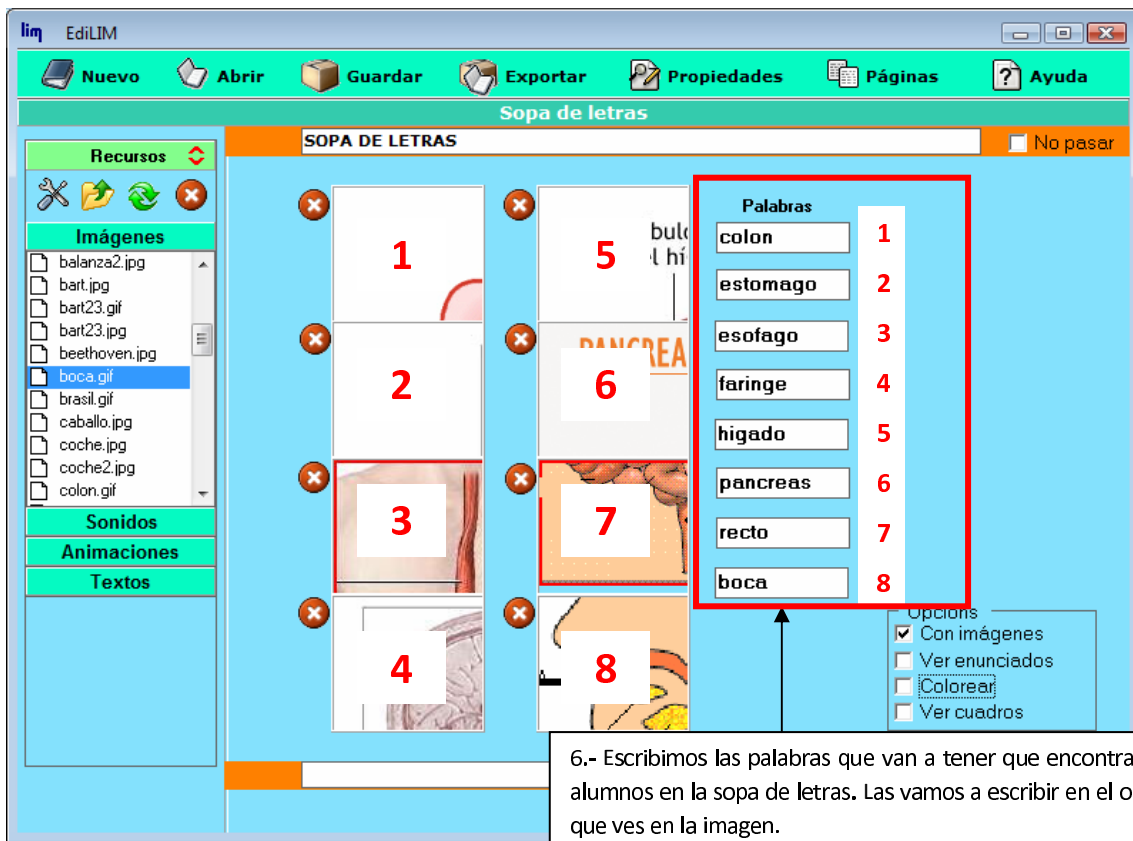 lim EdiLIM
Nuevo Abrir Guardar Exportar Propiedades Páginas Ayuda
Sopa de letras
SOPA DE LETRAS
No pasar
Recursos
Imágenes
balanza2.jpg
bart.jpg
bart23.gif
bart23.jpg
beethoven.jpg
boca.gif
brasil.gif
caballo.jpg
coche.jpg
coche2.jpg
colon.gif
Sonidos
Animaciones
Textos
1
2
3
4
5
l hí
6
PANCREA
7
8
Palabras
colon 1
estomago 2
esofago 3
faringe 4
higado 5
pancreas 6
recto 7
boca 8
Opcions
Con imágenes
Ver enunciados
Colorear
Ver cuadros
6.- Escribimos las palabras que van a tener que encontra
alumnos en la sopa de letras. Las vamos a escribir en el o
que ves en la imagen.